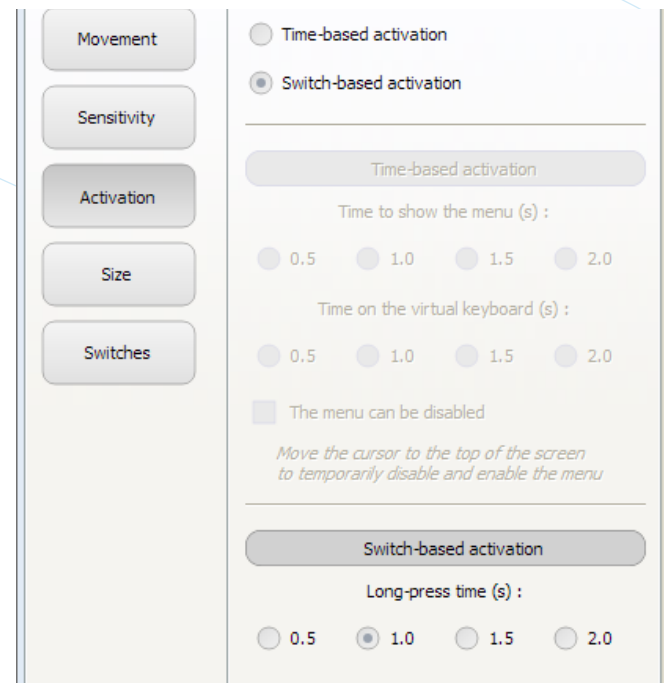 Movement
Sensitivity
Activation
Size
Switches
Time-based activation
Switch-based activation
Time-based activation
Time to show the menu (s) :
0.5 1.0 1.5 2.0
Time on the virtual keyboard (s) :
0.5 1.0 1.5 2.0
The menu can be disabled
Move the cursor to the top of the screen
to temporarily disable and enable the menu
Switch-based activation
Long-press time (s) :
0.5 1.0 1.5 2.0